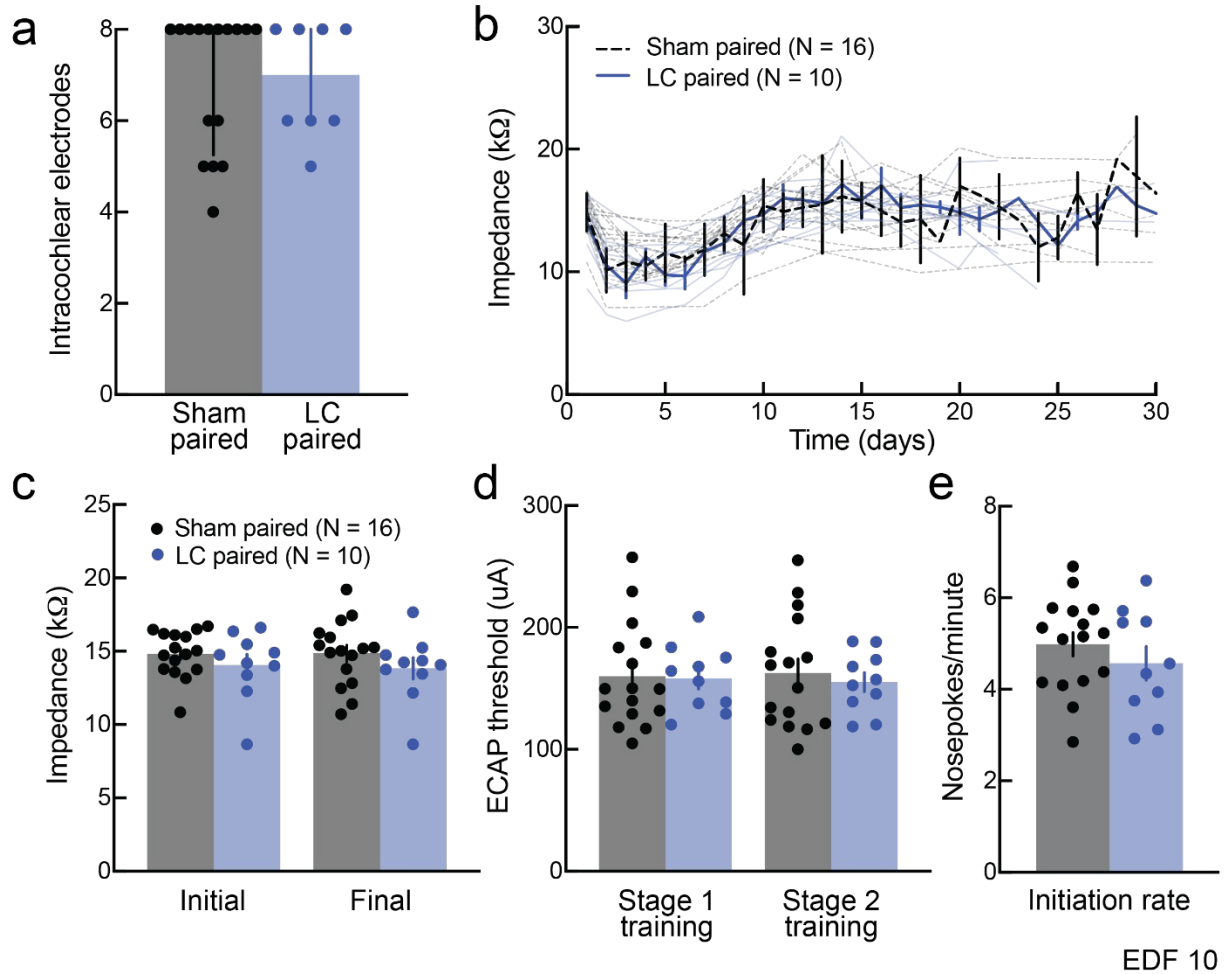 a
Intracochlear electrodes
8
6
4
2
0
Sham paired
LC paired
b
Impedance (kΩ)
30
20
10
0
Sham paired (N = 16)
LC paired (N = 10)
0 5 10 15 20 25 30
Time (days)
c
Impedance (kΩ)
25
20
15
10
5
0
Sham paired (N = 16)
LC paired (N = 10)
Initial
Final
d
ECAP threshold (uA)
300
200
100
0
Stage 1 training
Stage 2 training
e
Nosepokes/minute
8
6
4
2
0
Initiation rate
EDF 10